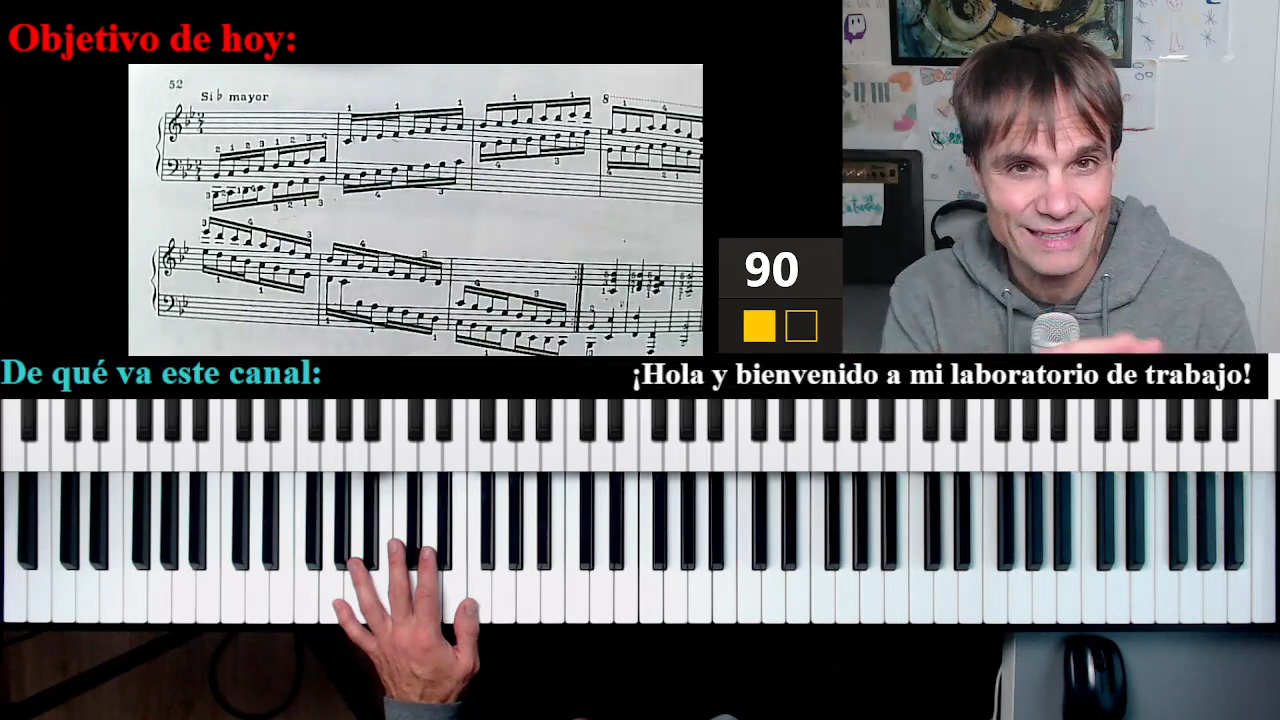 Objetivo de hoy:
52
Si♭ mayor
90
De qué va este canal:
¡Hola y bienvenido a mi laboratorio de trabajo!